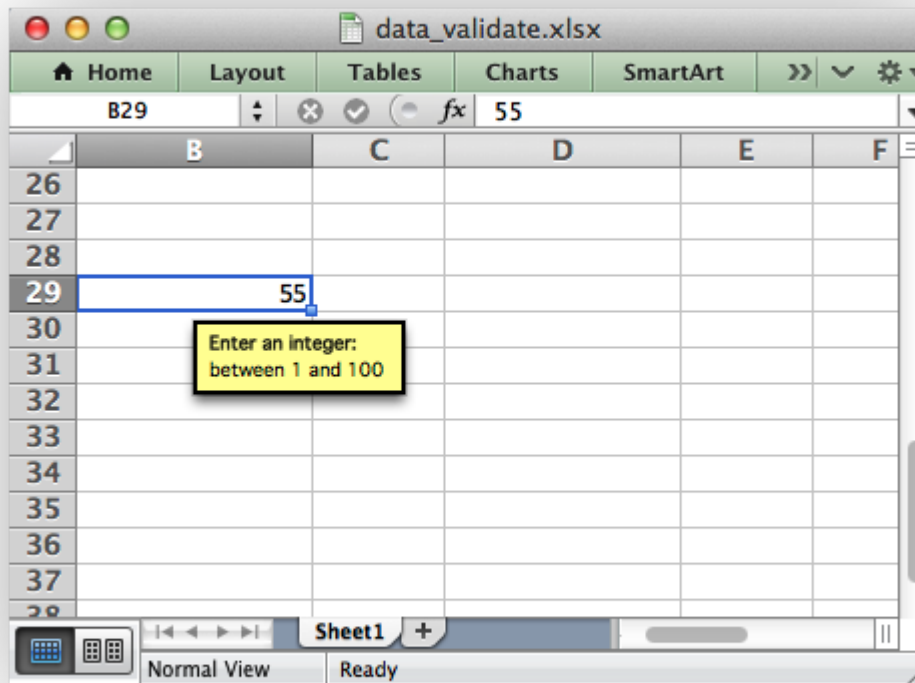 data_validate.xlsx
Home Layout Tables Charts SmartArt
B29 fx 55
B C D E F
26
27
28
29 55
30
Enter an integer:
31
between 1 and 100
32
33
34
35
36
37
38
Sheet1 +
Normal View Ready